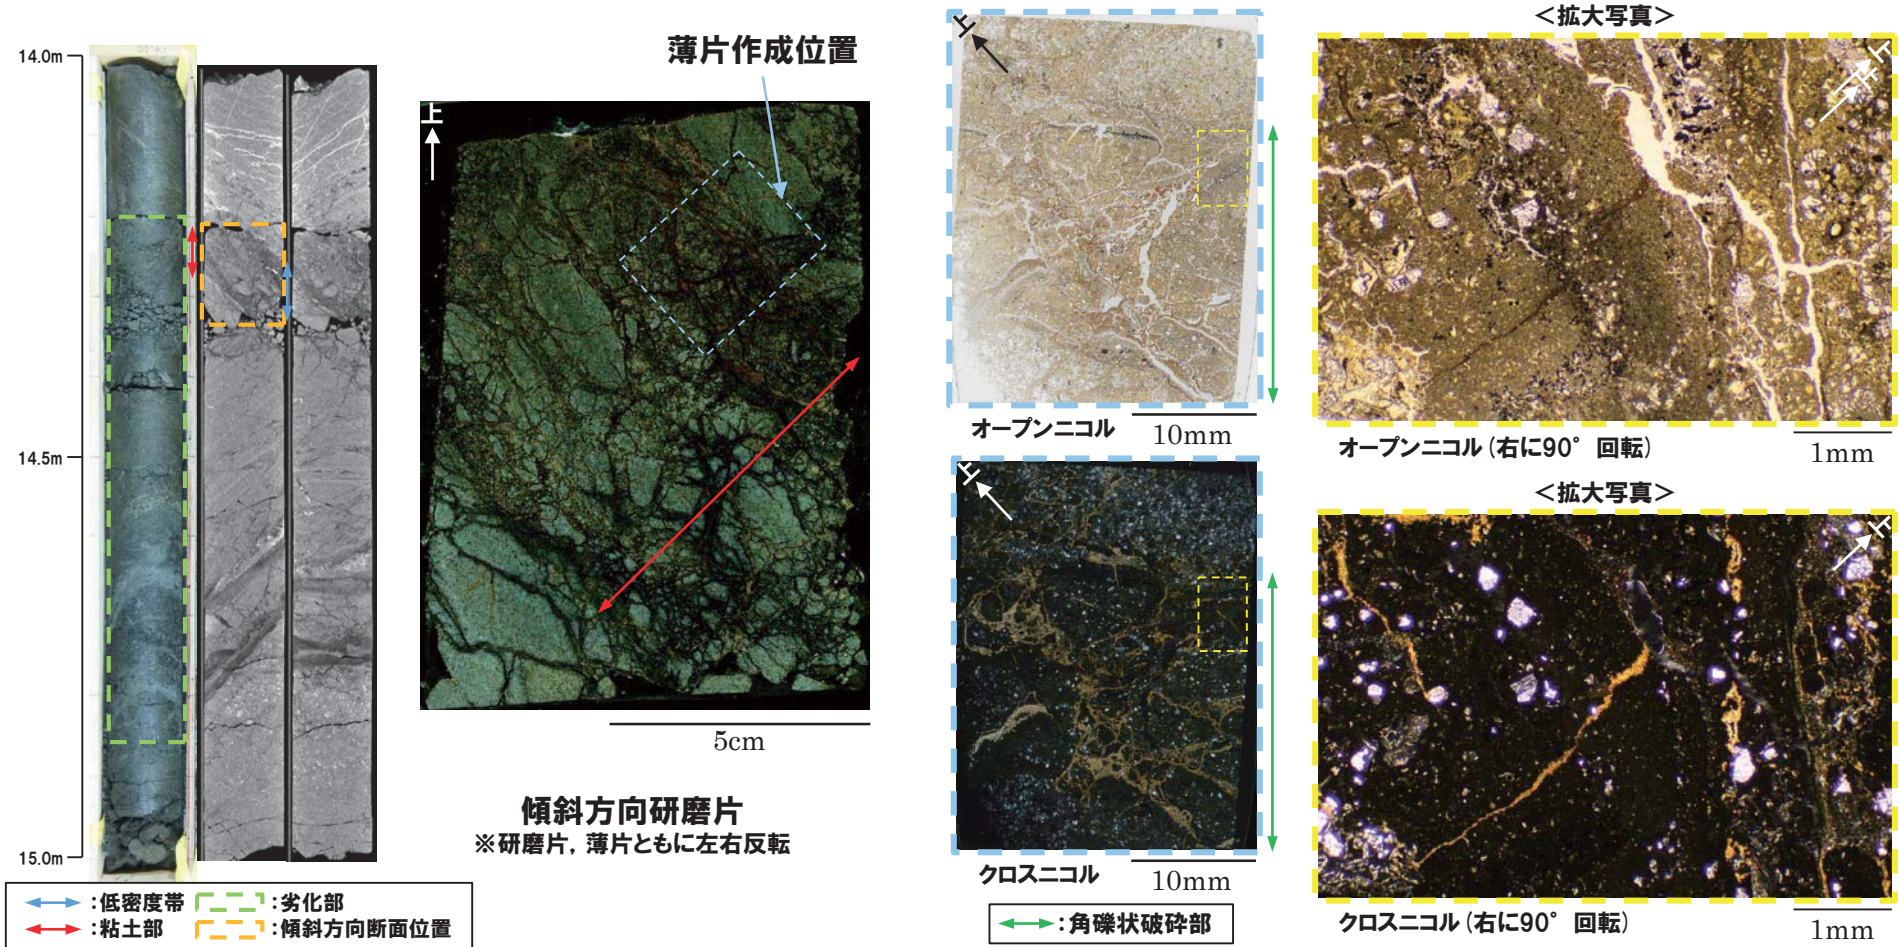 14.0m
14.5m
15.0m
薄片作成位置
上
5cm
傾斜方向研磨片
※研磨片，薄片ともに左右反転
:低密度帯
:劣化部
:粘土部
:傾斜方向断面位置
上
オープンニコル
10mm
上
クロスニコル
10mm
:角礫状破砕部
＜拡大写真＞
上
上
オープンニコル (右に90° 回転)
1mm
＜拡大写真＞
上
クロスニコル (右に90° 回転)
1mm